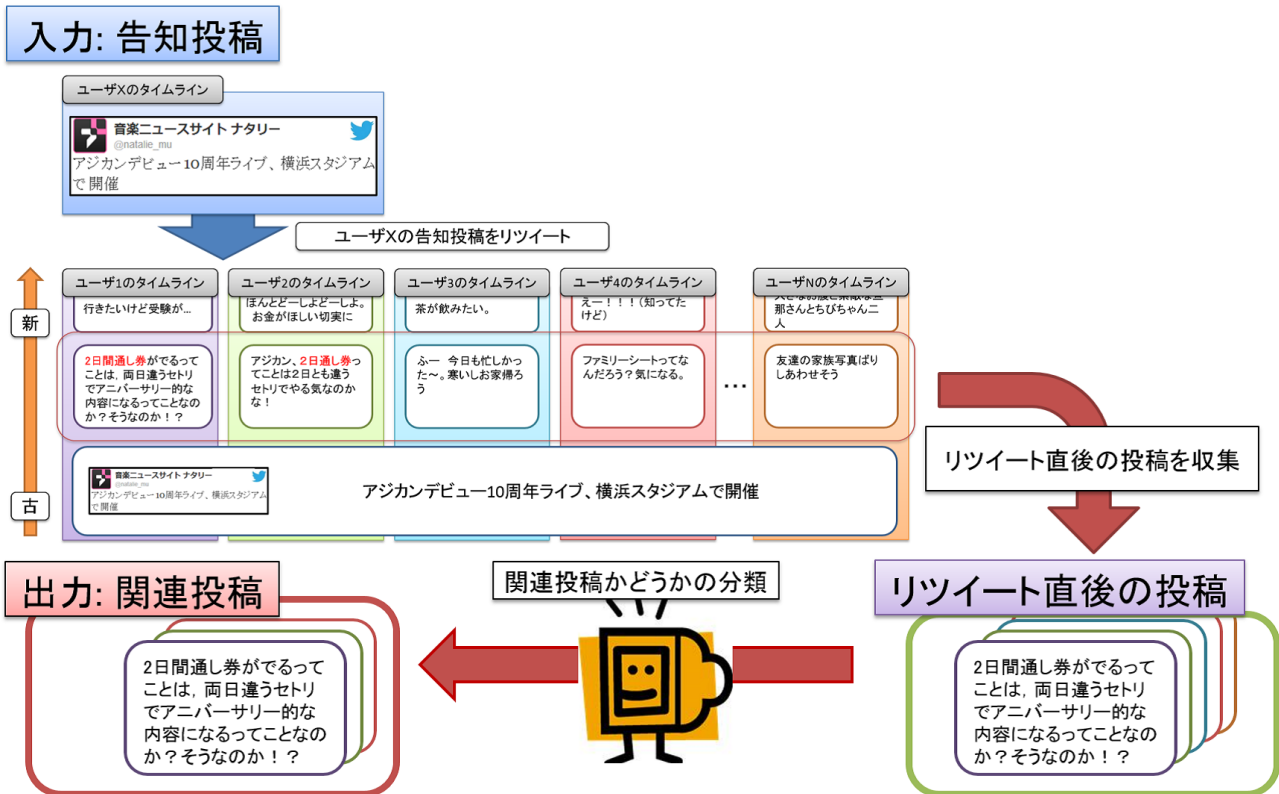 入力: 告知投稿
ユーザXのタイムライン
音楽ニュースサイト ナタリー
@natalie_mu
アジカンデビュー10周年ライブ、横浜スタジアム
で開催
ユーザXの告知投稿をリツイート
新
古
ユーザ1のタイムライン
行きたいけど受験が…
2日間通し券がでるって
ことは，両日違うセトリ
でアニバーサリー的な
内容になるってことなの
か？そうなのか！？
ユーザ2のタイムライン
ほんとどーしよどーしよ。
お金がほしい切実に
アジカン、２日通し券っ
てことは２日とも違う
セトリでやる気なのか
な！
ユーザ3のタイムライン
茶が飲みたい。
ふー 今日も忙しかっ
た～。寒いしお家帰ろ
う
ユーザ4のタイムライン
えー！！！（知ってた
けど）
ファミリーシートってな
んだろう？気になる。
…
ユーザNのタイムライン
那さんとちびちゃん二
人
友達の家族写真ばり
しあわせそう
音楽ニュースサイト ナタリー
@natalie_mu
アジカンデビュー10周年ライブ、横浜スタジアム
で開催
アジカンデビュー10周年ライブ、横浜スタジアムで開催
リツイート直後の投稿を収集
リツイート直後の投稿
2日間通し券がでるって
ことは，両日違うセトリ
でアニバーサリー的な
内容になるってことなの
か？そうなのか！？
関連投稿かどうかの分類
出力: 関連投稿
2日間通し券がでるって
ことは，両日違うセトリ
でアニバーサリー的な
内容になるってことなの
か？そうなのか！？